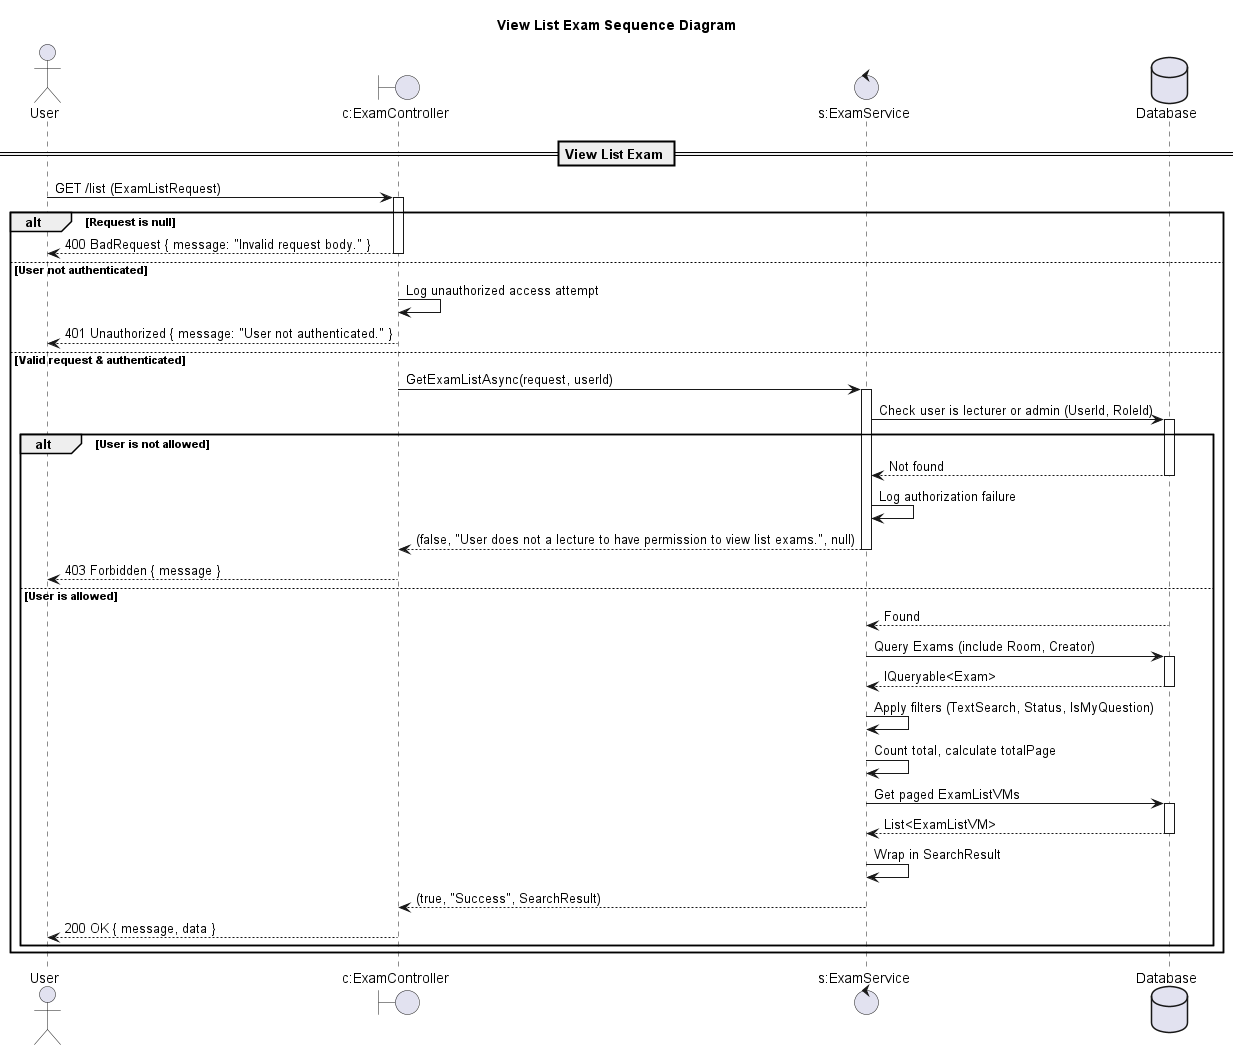 View List Exam Sequence Diagram
User
c:ExamController
s:ExamService
Database
View List Exam
GET /list (ExamListRequest)
alt
[Request is null]
400 BadRequest { message: "Invalid request body." }
[User not authenticated]
Log unauthorized access attempt
401 Unauthorized { message: "User not authenticated." }
[Valid request & authenticated]
GetExamListAsync(request, userId)
Check user is lecturer or admin (UserId, RoleId)
alt
[User is not allowed]
Not found
Log authorization failure
(false, "User does not a lecture to have permission to view list exams.", null)
403 Forbidden { message }
[User is allowed]
Found
Query Exams (include Room, Creator)
IQueryable<Exam>
Apply filters (TextSearch, Status, IsMyQuestion)
Count total, calculate totalPage
Get paged ExamListVMs
List<ExamListVM>
Wrap in SearchResult
(true, "Success", SearchResult)
200 OK { message, data }
User
c:ExamController
s:ExamService
Database